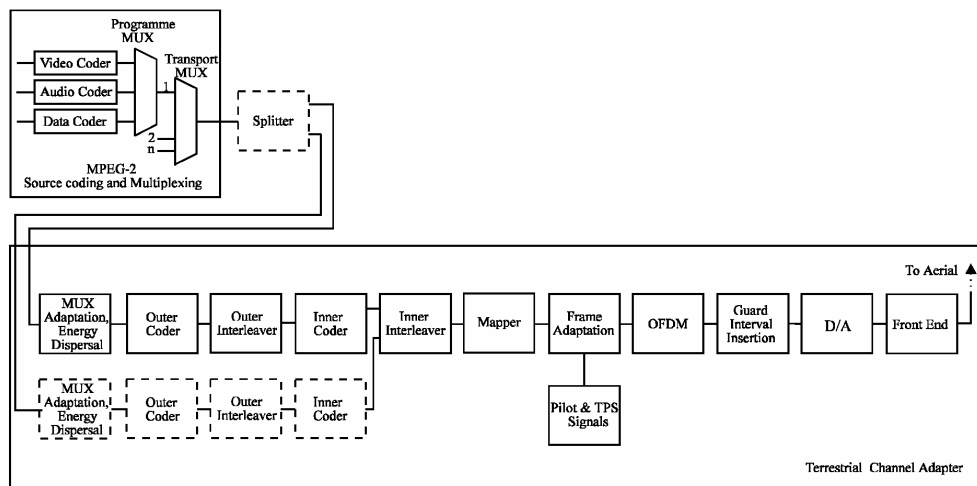 Programme
MUX
Transport
MUX
Video Coder
Audio Coder
Data Coder
1
2
n
MPEG-2
Source coding and Multiplexing
Splitter
To Aerial
MUX
Adaptation,
Energy
Dispersal
Outer
Coder
Outer
Interleaver
Inner
Coder
Inner
Interleaver
Mapper
Frame
Adaptation
OFDM
Guard
Interval
Insertion
D/A
Front End
MUX
Adaptation,
Energy
Dispersal
Outer
Coder
Outer
Interleaver
Inner
Coder
Pilot & TPS
Signals
Terrestrial Channel Adapter